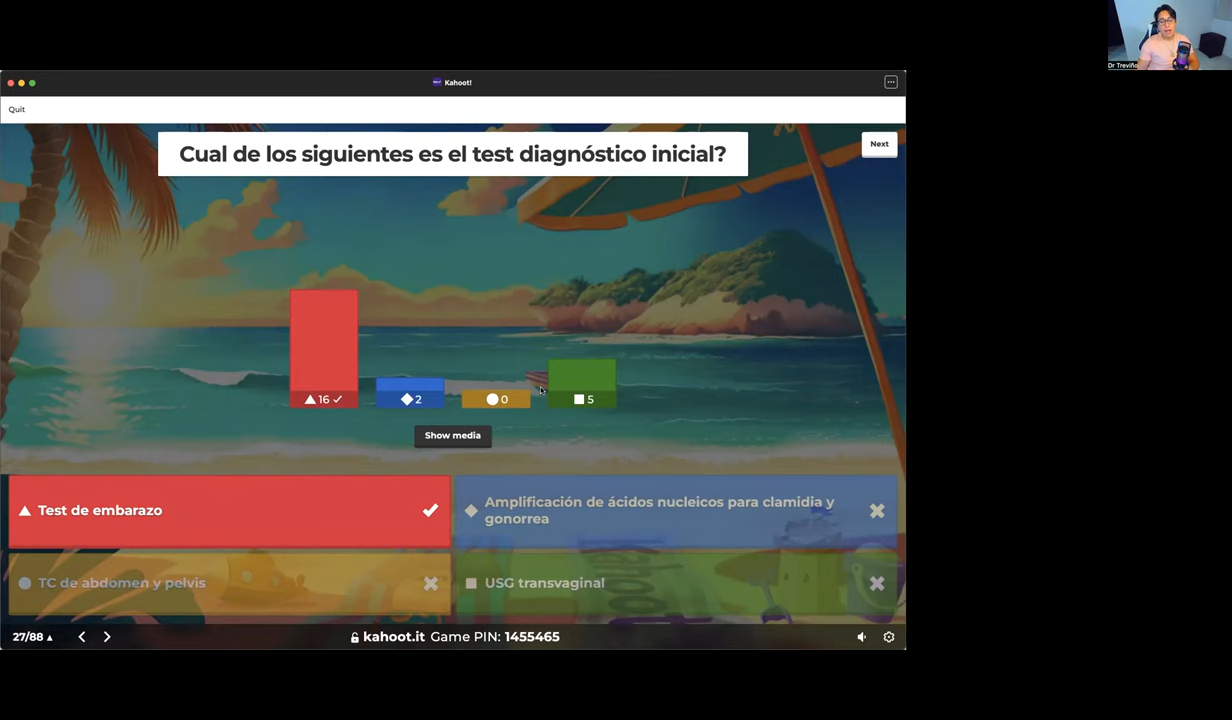 Dr Treviño
Kahoot!
Quit
Cual de los siguientes es el test diagnóstico inicial?
Next
16
2
0
5
Show media
Test de embarazo
Amplificación de ácidos nucleicos para clamidia y
gonorrea
TC de abdomen y pelvis
USG transvaginal
27/88
kahoot.it Game PIN: 1455465